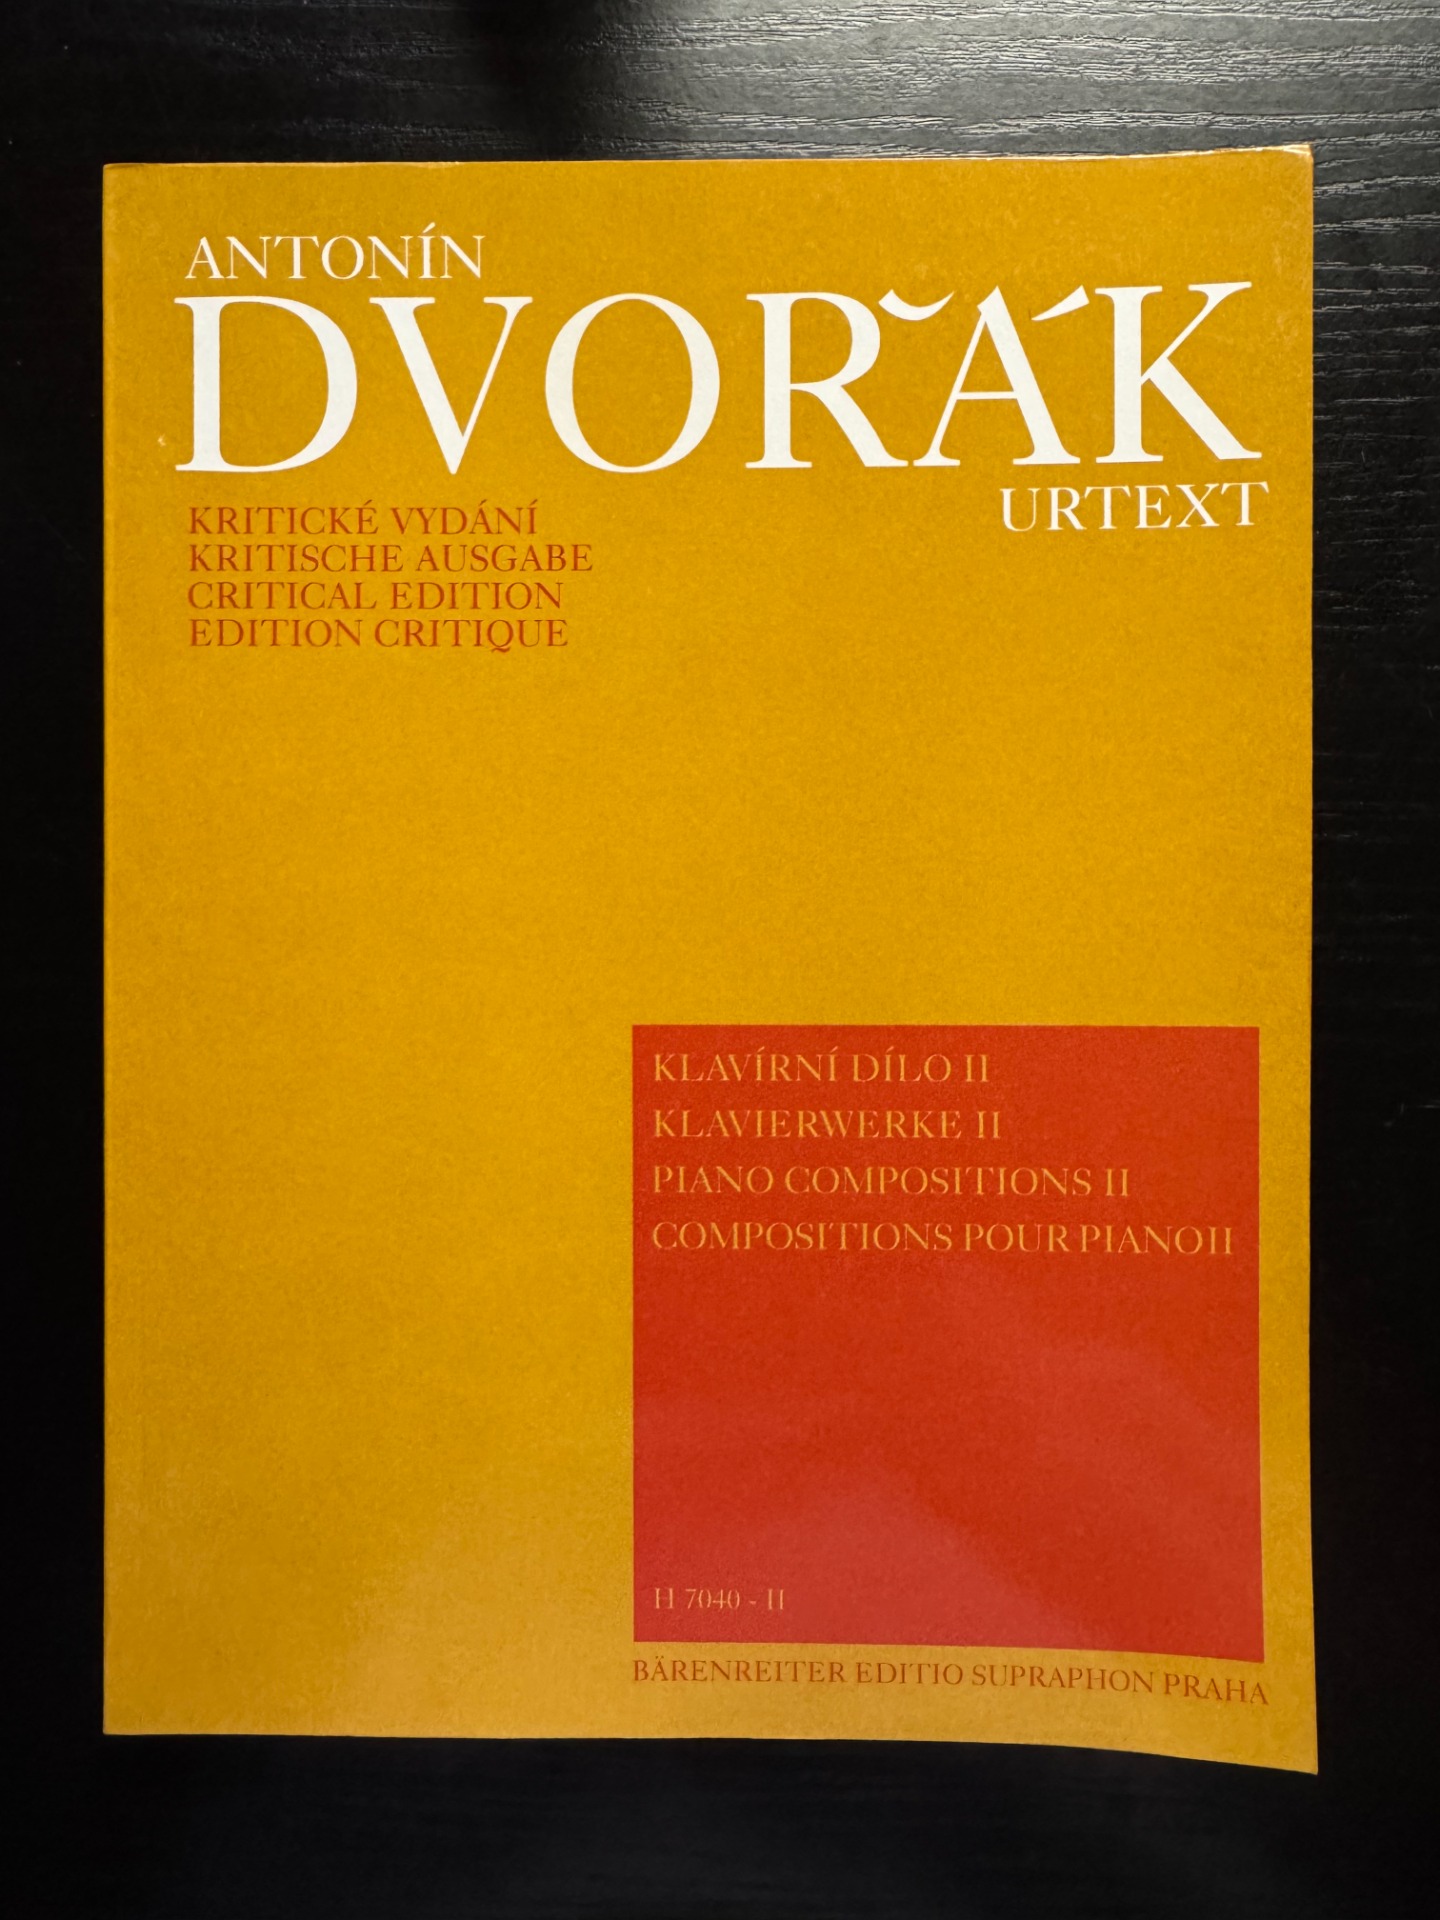 ANTONÍN
DVOŘÁK
URTEXT
KRITICKÉ VYDÁNÍ
KRITISCHE AUSGABE
CRITICAL EDITION
EDITION CRITIQUE
KLAVÍRNÍ DÍLO II
KLAVIERWERKE II
PIANO COMPOSITIONS II
COMPOSITIONS POUR PIANO II
H 7040 - II
BÄRENREITER EDITIO SUPRAPHON PRAHA